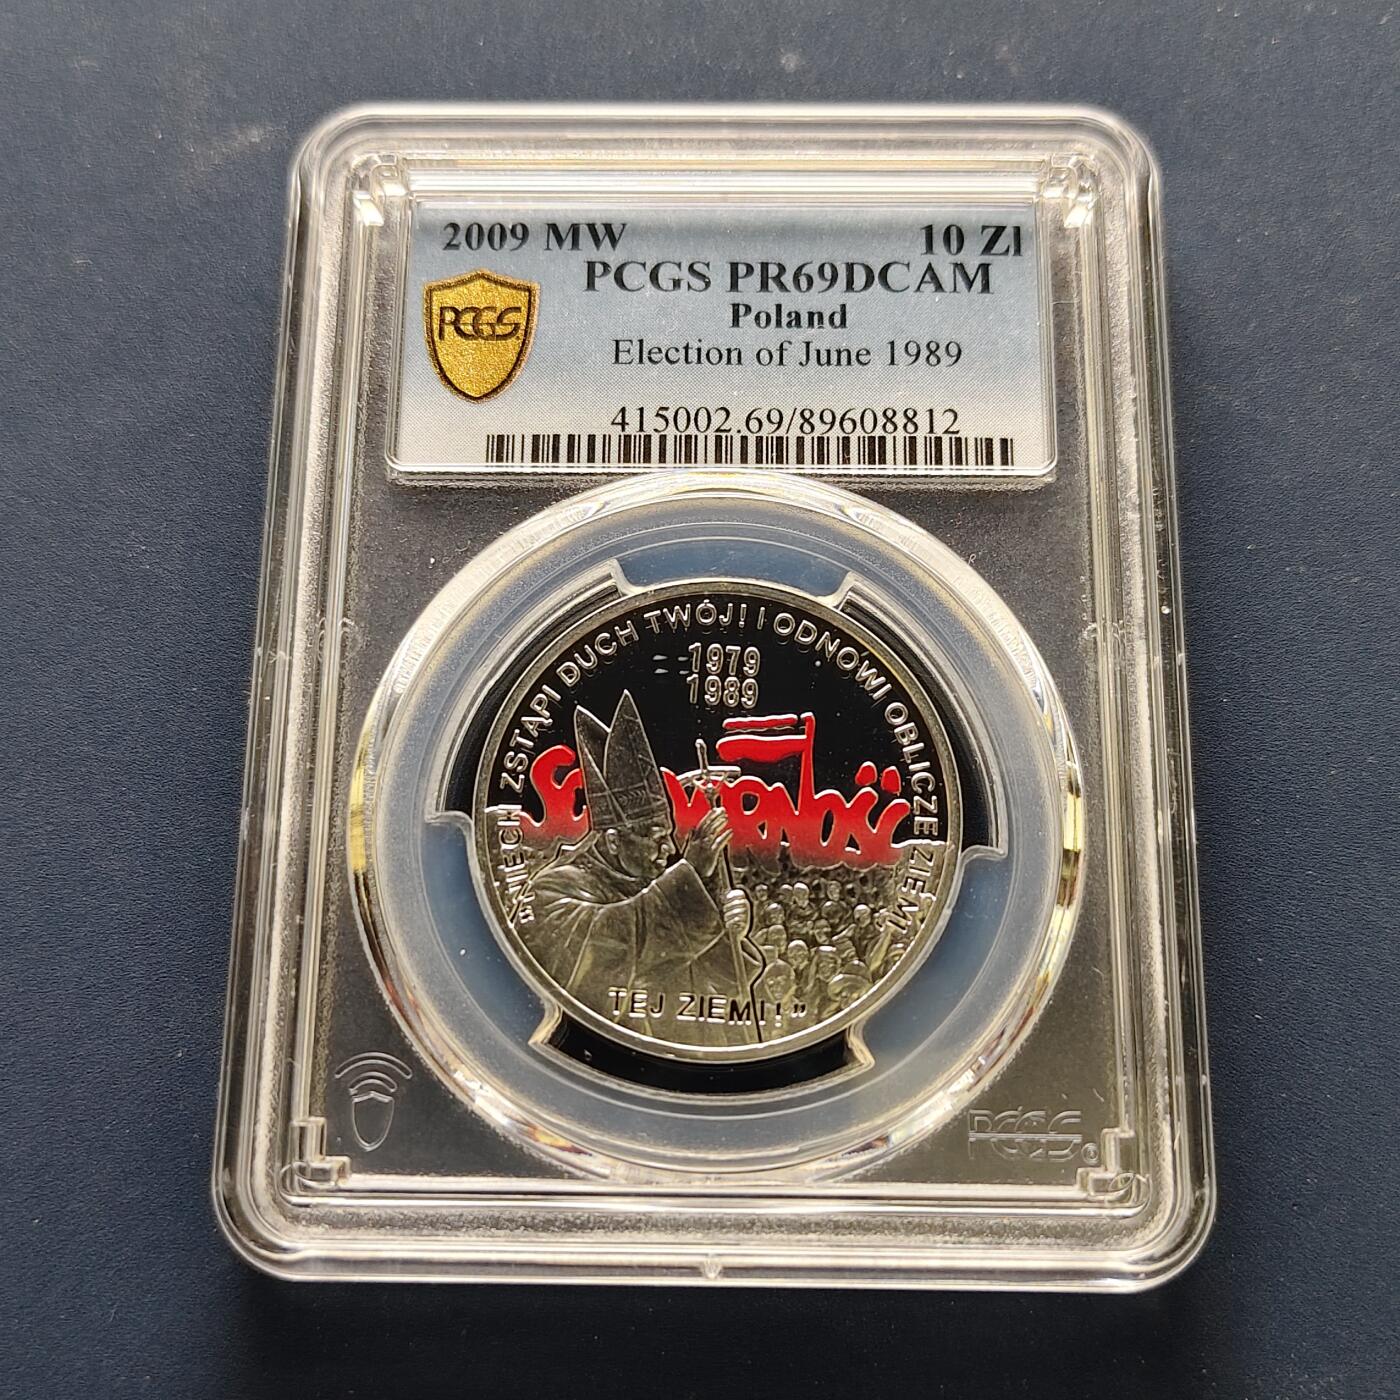 2009 MW 10 Zl
PCGS PR69DCAM
PCGS
Poland
Election of June 1989
415002.69/89608812
„NIECH ZSTĄPI DUCH TWÓJ! I ODNOWI OBLICZE ZIEMI.
1979
1989
TEJ ZIEMI!”
PCGS